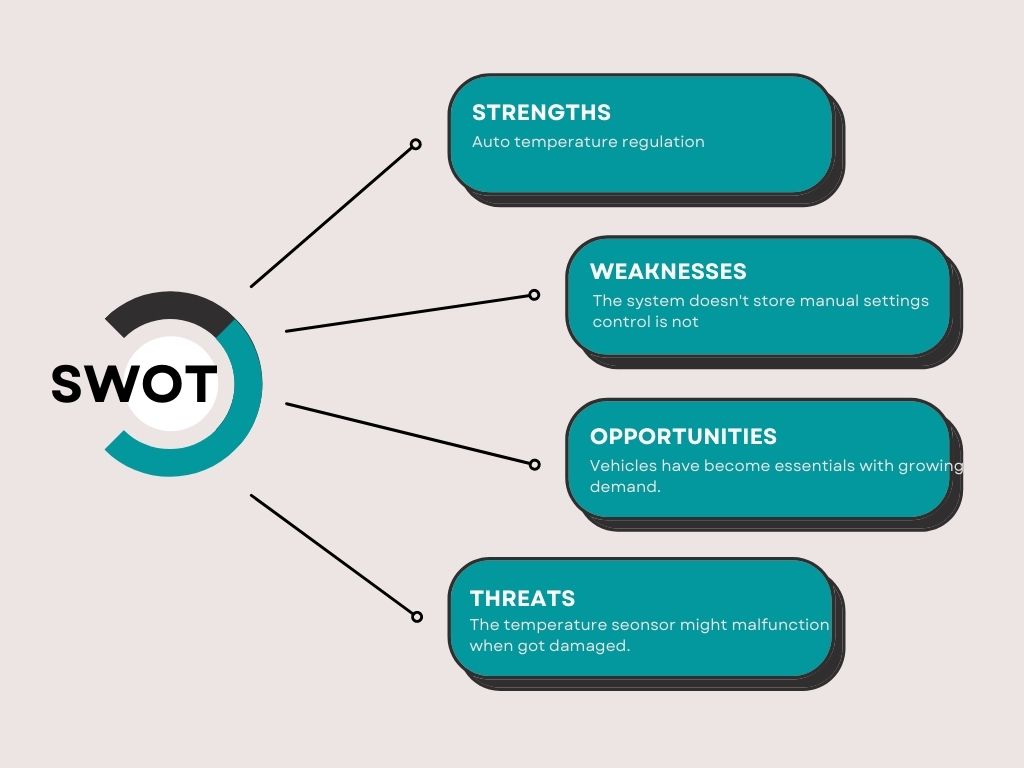 SWOT
STRENGTHS
Auto temperature regulation
WEAKNESSES
The system doesn't store manual settings
control is not
OPPORTUNITIES
Vehicles have become essentials with growing
demand.
THREATS
The temperature seonsor might malfunction
when got damaged.